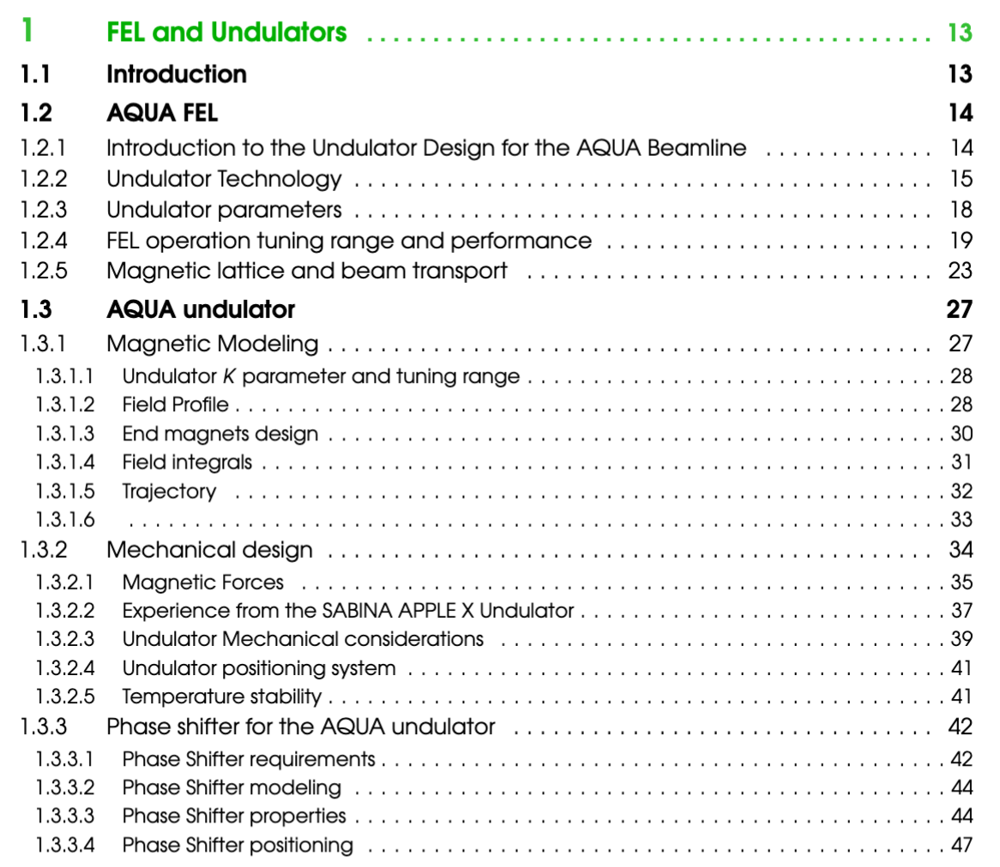 1 FEL and Undulators . . . . . . . . . . . . . . . . . . . . . . . . . . . . . . . . . . . . . . . . . . . 13
1.1 Introduction 13
1.2 AQUA FEL 14
1.2.1 Introduction to the Undulator Design for the AQUA Beamline . . . . . . . . . . . . . 14
1.2.2 Undulator Technology . . . . . . . . . . . . . . . . . . . . . . . . . . . . . . . . . . . . . . . . . . . . 15
1.2.3 Undulator parameters . . . . . . . . . . . . . . . . . . . . . . . . . . . . . . . . . . . . . . . . . . . . 18
1.2.4 FEL operation tuning range and performance . . . . . . . . . . . . . . . . . . . . . . . . . 19
1.2.5 Magnetic lattice and beam transport . . . . . . . . . . . . . . . . . . . . . . . . . . . . . . . 23
1.3 AQUA undulator 27
1.3.1 Magnetic Modeling . . . . . . . . . . . . . . . . . . . . . . . . . . . . . . . . . . . . . . . . . . . . . . 27
1.3.1.1 Undulator K parameter and tuning range . . . . . . . . . . . . . . . . . . . . . . . . . . . . . . . . 28
1.3.1.2 Field Profile . . . . . . . . . . . . . . . . . . . . . . . . . . . . . . . . . . . . . . . . . . . . . . . . . . . . . . 28
1.3.1.3 End magnets design . . . . . . . . . . . . . . . . . . . . . . . . . . . . . . . . . . . . . . . . . . . . . . . 30
1.3.1.4 Field integrals . . . . . . . . . . . . . . . . . . . . . . . . . . . . . . . . . . . . . . . . . . . . . . . . . . . . 31
1.3.1.5 Trajectory . . . . . . . . . . . . . . . . . . . . . . . . . . . . . . . . . . . . . . . . . . . . . . . . . . . . . . 32
1.3.1.6 . . . . . . . . . . . . . . . . . . . . . . . . . . . . . . . . . . . . . . . . . . . . . . . . . . . . . . . . . . . . . . 33
1.3.2 Mechanical design . . . . . . . . . . . . . . . . . . . . . . . . . . . . . . . . . . . . . . . . . . . . . . 34
1.3.2.1 Magnetic Forces . . . . . . . . . . . . . . . . . . . . . . . . . . . . . . . . . . . . . . . . . . . . . . . . . 35
1.3.2.2 Experience from the SABINA APPLE X Undulator . . . . . . . . . . . . . . . . . . . . . . . . . . . . 37
1.3.2.3 Undulator Mechanical considerations . . . . . . . . . . . . . . . . . . . . . . . . . . . . . . . . . . 39
1.3.2.4 Undulator positioning system . . . . . . . . . . . . . . . . . . . . . . . . . . . . . . . . . . . . . . . . . 41
1.3.2.5 Temperature stability . . . . . . . . . . . . . . . . . . . . . . . . . . . . . . . . . . . . . . . . . . . . . . . 41
1.3.3 Phase shifter for the AQUA undulator . . . . . . . . . . . . . . . . . . . . . . . . . . . . . . . . 42
1.3.3.1 Phase Shifter requirements . . . . . . . . . . . . . . . . . . . . . . . . . . . . . . . . . . . . . . . . . . . 42
1.3.3.2 Phase Shifter modeling . . . . . . . . . . . . . . . . . . . . . . . . . . . . . . . . . . . . . . . . . . . . . 44
1.3.3.3 Phase Shifter properties . . . . . . . . . . . . . . . . . . . . . . . . . . . . . . . . . . . . . . . . . . . . . 44
1.3.3.4 Phase Shifter positioning . . . . . . . . . . . . . . . . . . . . . . . . . . . . . . . . . . . . . . . . . . . . 47